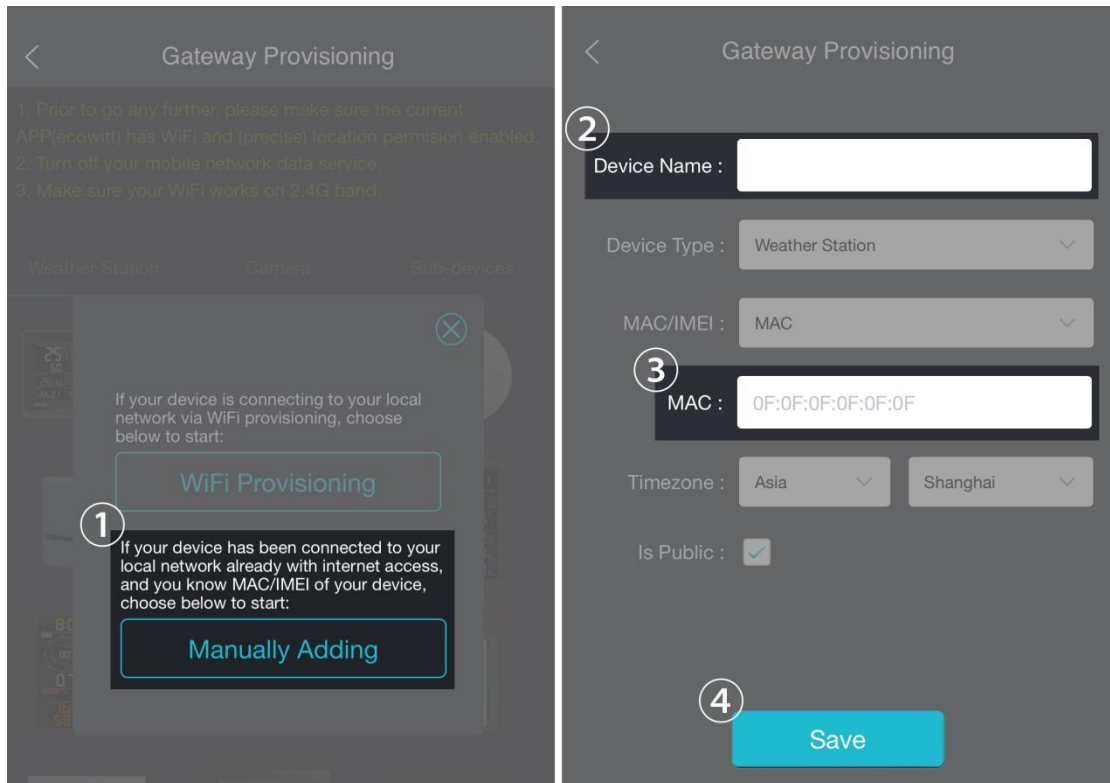 Gateway Provisioning
1. Prior to go any further, please make sure the current
APP(ecowitt) has WiFi and (precise) location permision enabled.
2. Turn off your mobile network data service.
3. Make sure your WiFi works on 2.4G band.
Weather Station Camera Sub-devices
If your device is connecting to your local
network via WiFi provisioning, choose
below to start:
WiFi Provisioning
1
If your device has been connected to your
local network already with internet access,
and you know MAC/IMEI of your device,
choose below to start:
Manually Adding
Gateway Provisioning
2
Device Name :
Device Type : Weather Station
MAC/IMEI : MAC
3
MAC : 0F:0F:0F:0F:0F:0F
Timezone : Asia Shanghai
Is Public :
4
Save